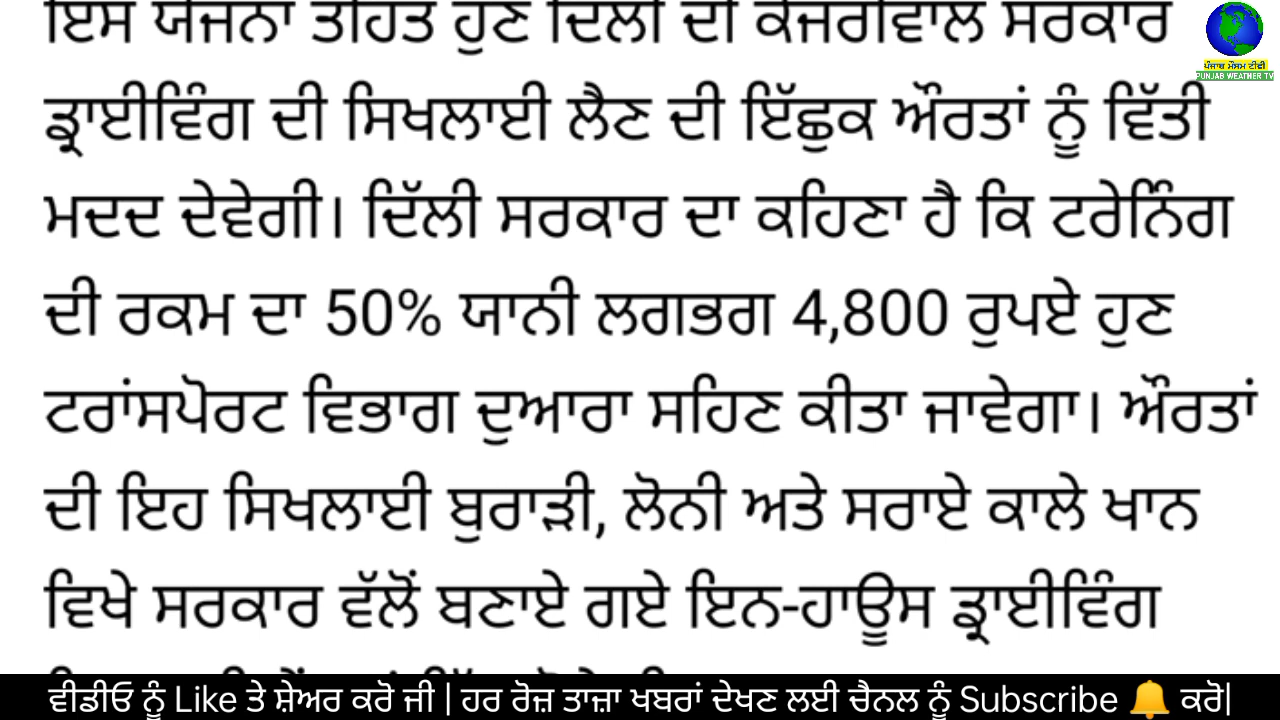 ਇਸ ਯੋਜਨਾ ਤਹਿਤ ਹੁਣ ਦਿੱਲੀ ਦੀ ਕੇਜਰੀਵਾਲ ਸਰਕਾਰ
ਪੰਜਾਬ ਮੌਸਮ ਟੀਵੀ
PUNJAB WEATHER TV
ਡ੍ਰਾਈਵਿੰਗ ਦੀ ਸਿਖਲਾਈ ਲੈਣ ਦੀ ਇੱਛੁਕ ਔਰਤਾਂ ਨੂੰ ਵਿੱਤੀ
ਮਦਦ ਦੇਵੇਗੀ। ਦਿੱਲੀ ਸਰਕਾਰ ਦਾ ਕਹਿਣਾ ਹੈ ਕਿ ਟਰੇਨਿੰਗ
ਦੀ ਰਕਮ ਦਾ 50% ਯਾਨੀ ਲਗਭਗ 4,800 ਰੁਪਏ ਹੁਣ
ਟਰਾਂਸਪੋਰਟ ਵਿਭਾਗ ਦੁਆਰਾ ਸਹਿਣ ਕੀਤਾ ਜਾਵੇਗਾ। ਔਰਤਾਂ
ਦੀ ਇਹ ਸਿਖਲਾਈ ਬੁਰਾੜੀ, ਲੋਨੀ ਅਤੇ ਸਰਾਏ ਕਾਲੇ ਖਾਨ
ਵਿਖੇ ਸਰਕਾਰ ਵੱਲੋਂ ਬਣਾਏ ਗਏ ਇਨ-ਹਾਊਸ ਡ੍ਰਾਈਵਿੰਗ
ਵੀਡੀਓ ਨੂੰ Like ਤੇ ਸ਼ੇਅਰ ਕਰੋ ਜੀ | ਹਰ ਰੋਜ਼ ਤਾਜ਼ਾ ਖਬਰਾਂ ਦੇਖਣ ਲਈ ਚੈਨਲ ਨੂੰ Subscribe 🔔 ਕਰੋ|